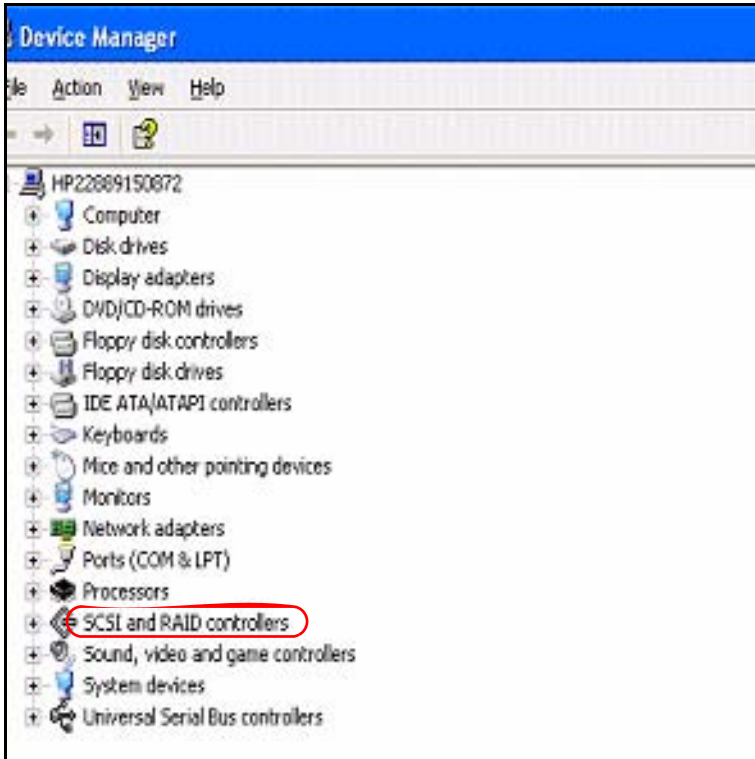 Device Manager
File Action View Help
HP22889150872
Computer
Disk drives
Display adapters
DVD/CD-ROM drives
Floppy disk controllers
Floppy disk drives
IDE ATA/ATAPI controllers
Keyboards
Mice and other pointing devices
Monitors
Network adapters
Ports (COM & LPT)
Processors
SCSI and RAID controllers
Sound, video and game controllers
System devices
Universal Serial Bus controllers